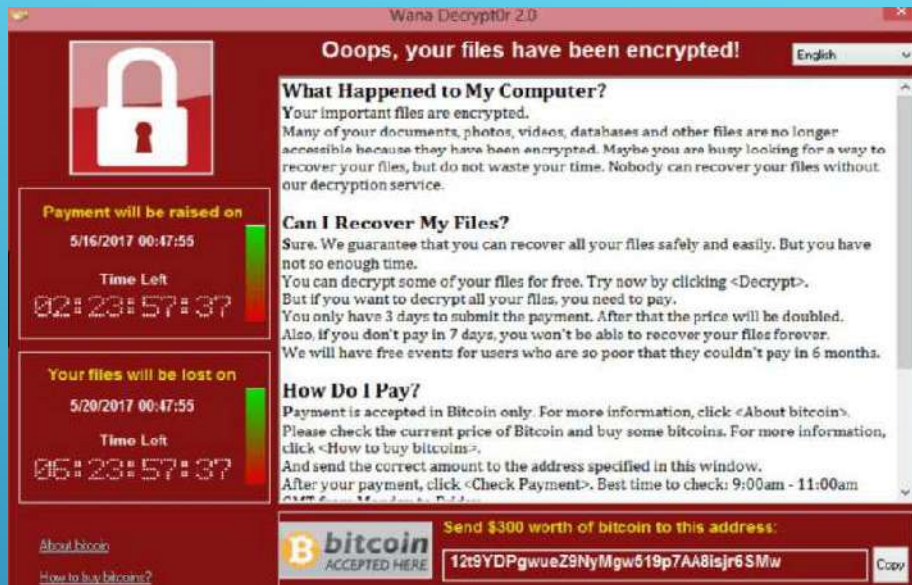 Wana Decrypt0r 2.0
Ooops, your files have been encrypted!
English
What Happened to My Computer?
Your important files are encrypted.
Many of your documents, photos, videos, databases and other files are no longer
accessible because they have been encrypted. Maybe you are busy looking for a way to
recover your files, but do not waste your time. Nobody can recover your files without
our decryption service.
Can I Recover My Files?
Sure. We guarantee that you can recover all your files safely and easily. But you have
not so enough time.
You can decrypt some of your files for free. Try now by clicking <Decrypt>.
But if you want to decrypt all your files, you need to pay.
You only have 3 days to submit the payment. After that the price will be doubled.
Also, if you don't pay in 7 days, you won't be able to recover your files forever.
We will have free events for users who are so poor that they couldn't pay in 6 months.
How Do I Pay?
Payment is accepted in Bitcoin only. For more information, click <About bitcoin>.
Please check the current price of Bitcoin and buy some bitcoins. For more information,
click <How to buy bitcoins>.
And send the correct amount to the address specified in this window.
After your payment, click <Check Payment>. Best time to check: 9:00am - 11:00am
GMT from Monday to Friday
Payment will be raised on
5/16/2017 00:47:55
Time Left
02:23:57:37
Your files will be lost on
5/20/2017 00:47:55
Time Left
06:23:57:37
About bitcoin
How to buy bitcoins?
bitcoin
ACCEPTED HERE
Send $300 worth of bitcoin to this address:
12t9YDPgwueZ9NyMgw519p7AA8isjr6SMw
Copy